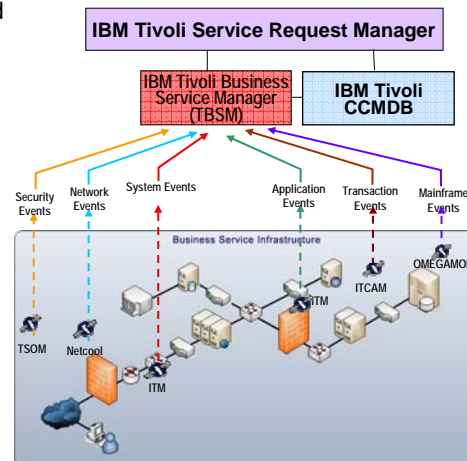 d
IBM Tivoli Service Request Manager
IBM Tivoli Business
Service Manager
(TBSM)
IBM Tivoli
CCMDB
Security
Events
Network
Events
System Events
Application
Events
Transaction
Events
Mainframe
Events
Business Service Infrastructure
OMEGAMON
ITCAM
ITM
TSOM
Netcool
ITM